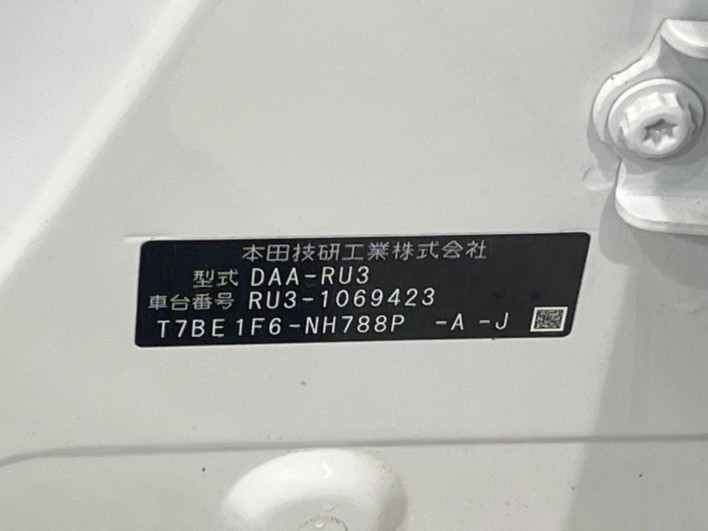 本田技研工業株式会社
型式 DAA-RU3
車台番号 RU3-1069423
T7BE1F6-NH788P -A -J